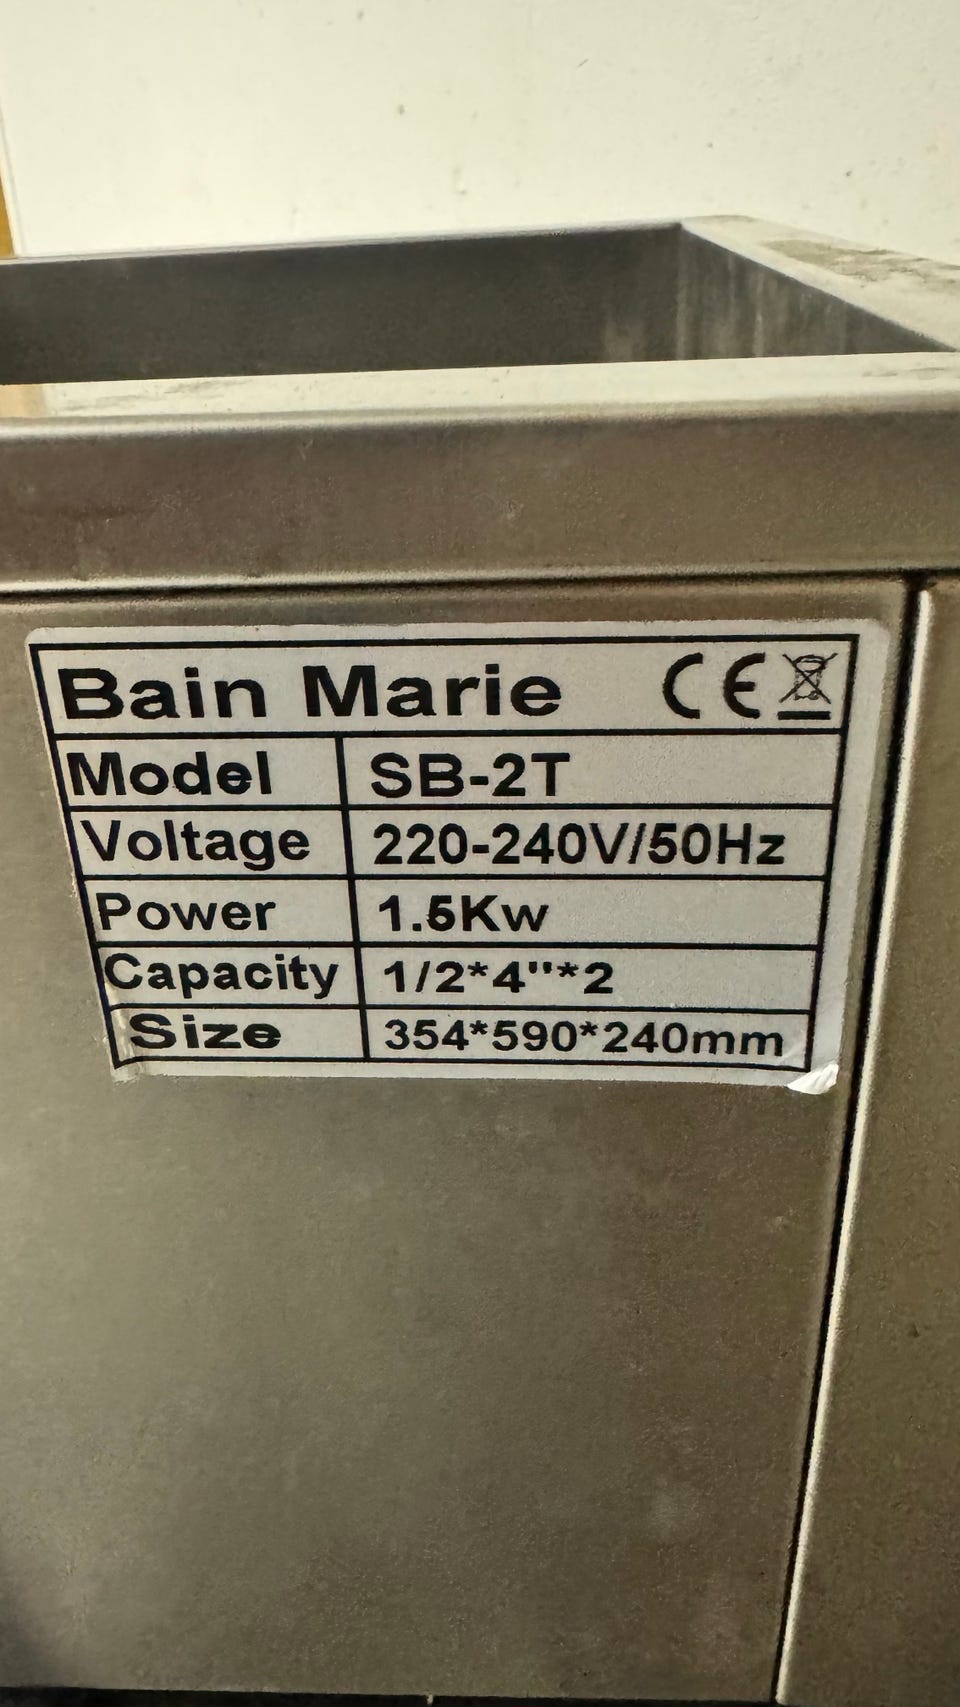 Bain Marie CE
Model SB-2T
Voltage 220-240V/50Hz
Power 1.5Kw
Capacity 1/2*4"*2
Size 354*590*240mm